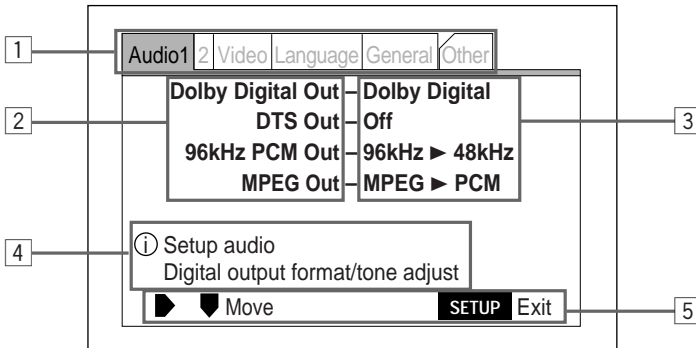 1
Audio1 2 Video Language General Other
2
Dolby Digital Out – Dolby Digital
DTS Out – Off
96kHz PCM Out – 96kHz ► 48kHz
MPEG Out – MPEG ► PCM
3
4
ⓘ Setup audio
Digital output format/tone adjust
Move SETUP Exit
5